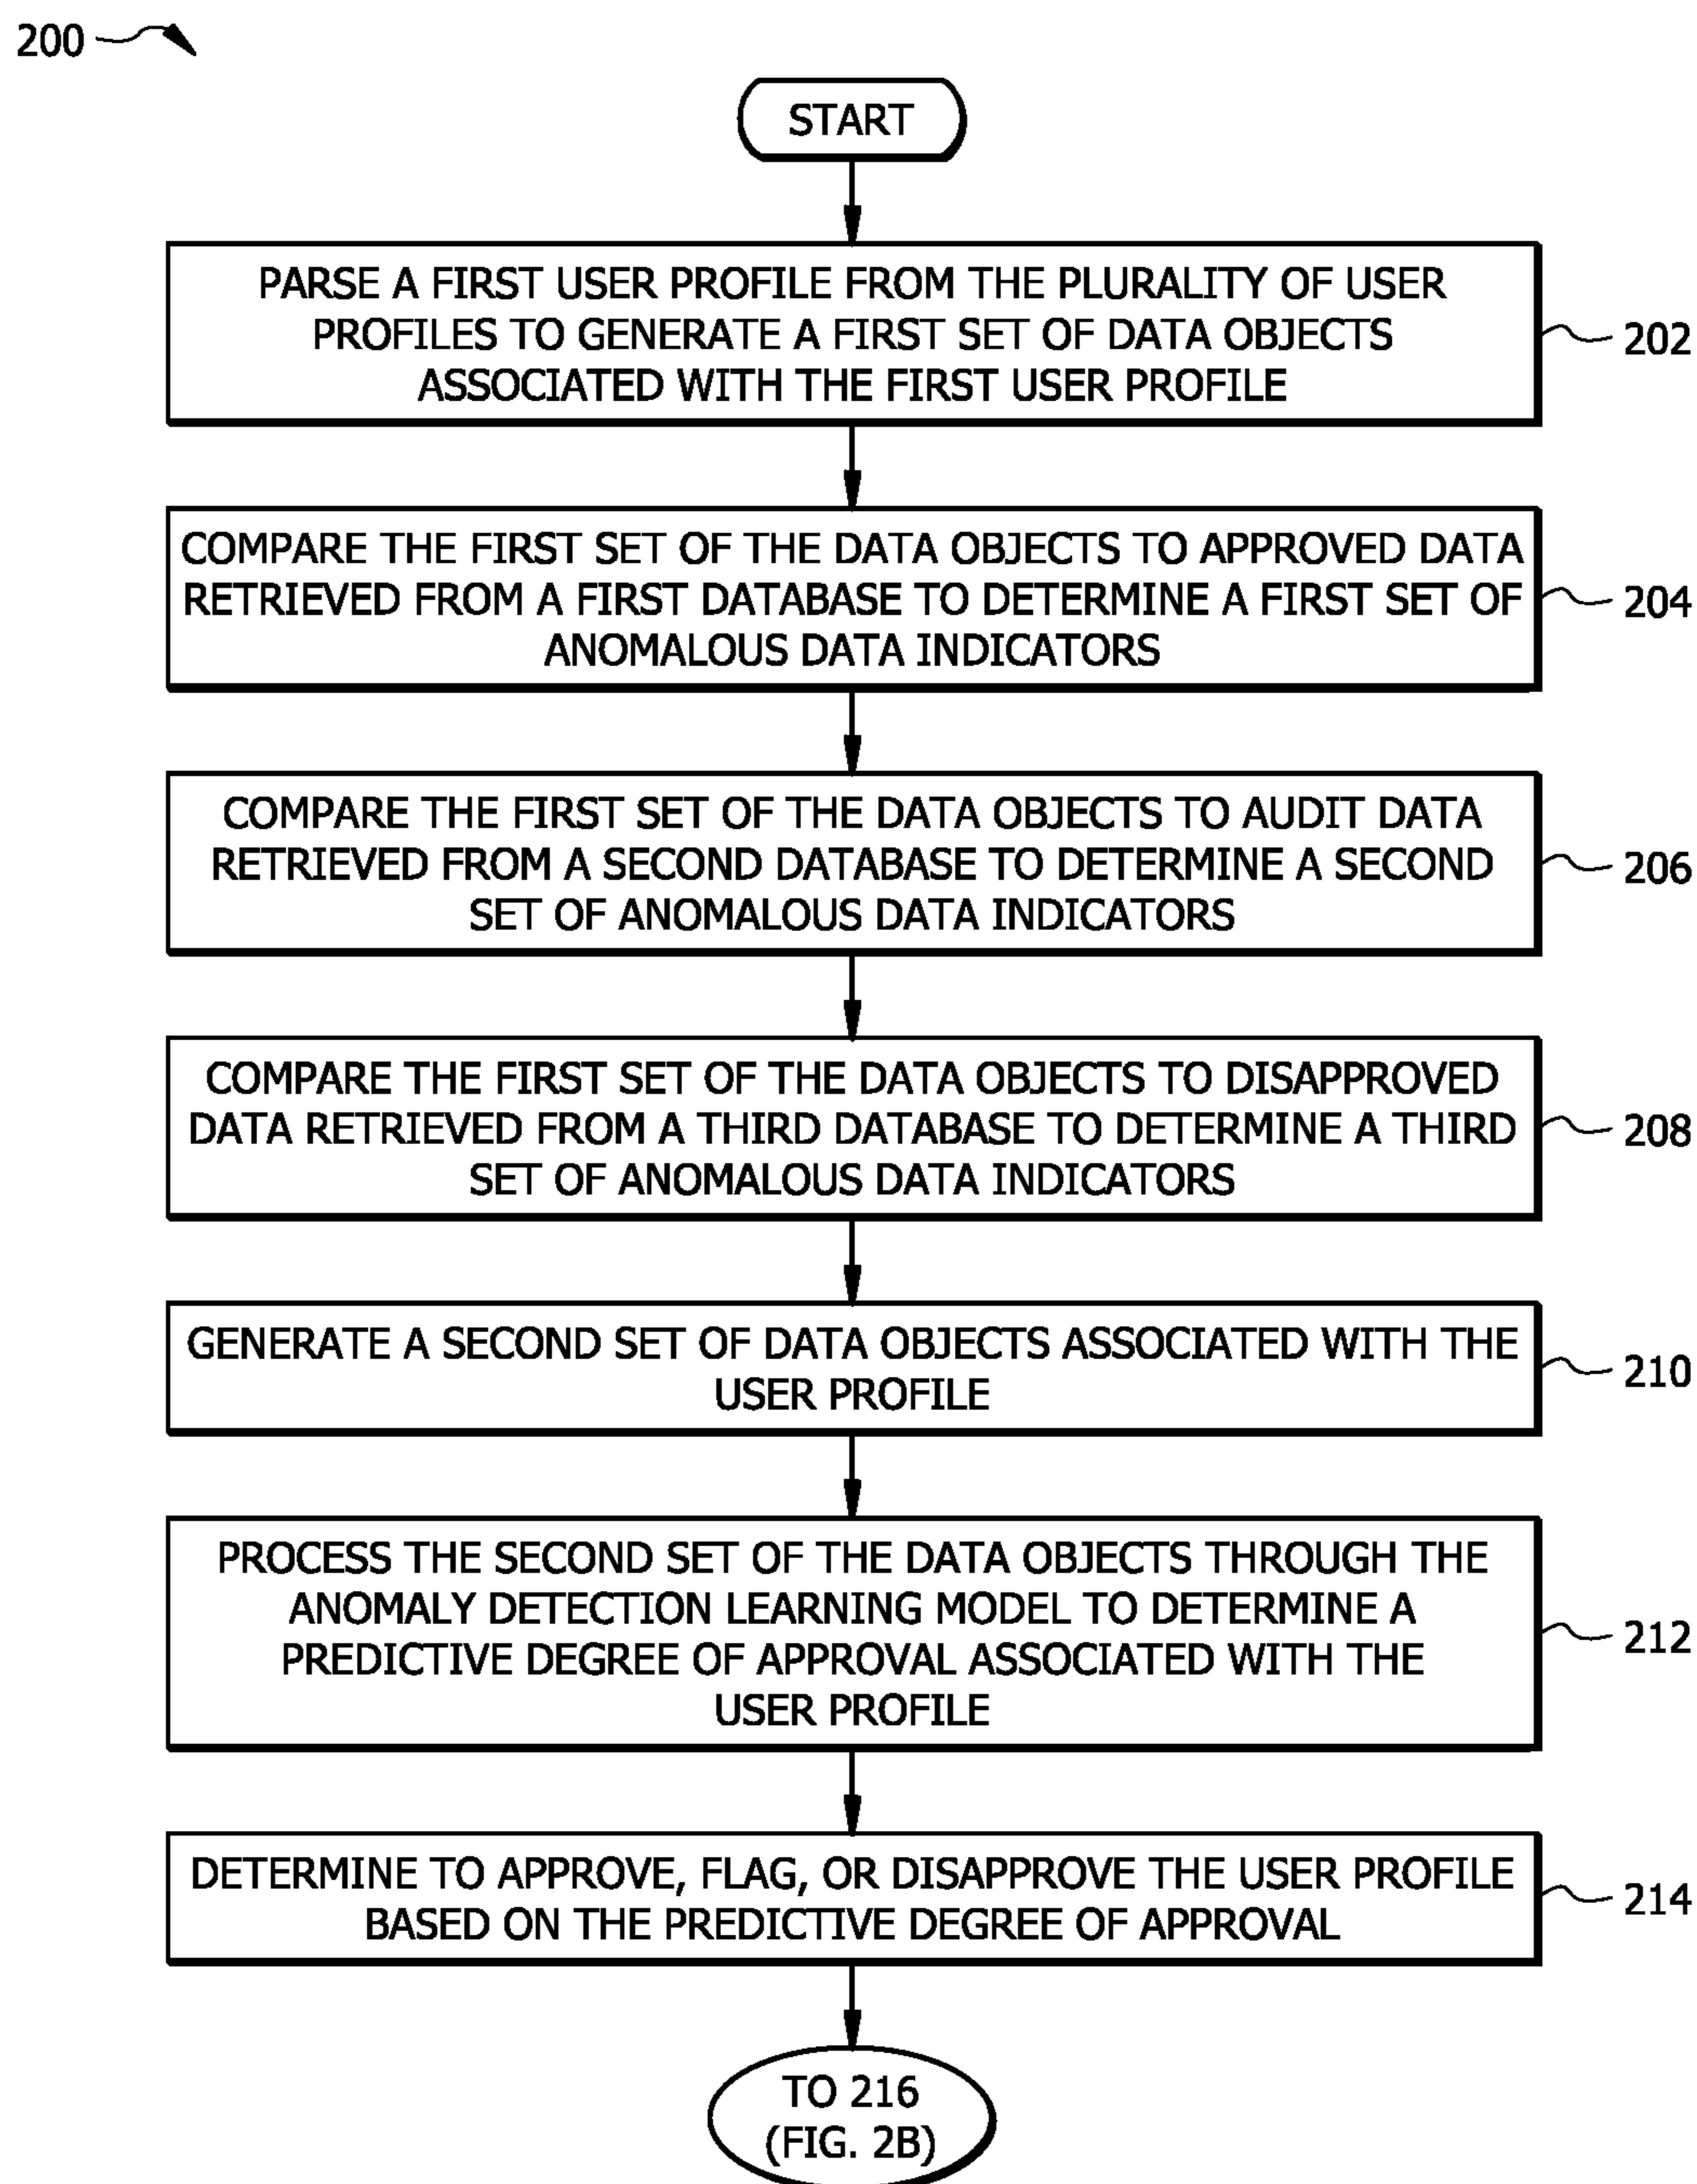 200
START
PARSE A FIRST USER PROFILE FROM THE PLURALITY OF USER
PROFILES TO GENERATE A FIRST SET OF DATA OBJECTS
ASSOCIATED WITH THE FIRST USER PROFILE
202
COMPARE THE FIRST SET OF THE DATA OBJECTS TO APPROVED DATA
RETRIEVED FROM A FIRST DATABASE TO DETERMINE A FIRST SET OF
ANOMALOUS DATA INDICATORS
204
COMPARE THE FIRST SET OF THE DATA OBJECTS TO AUDIT DATA
RETRIEVED FROM A SECOND DATABASE TO DETERMINE A SECOND
SET OF ANOMALOUS DATA INDICATORS
206
COMPARE THE FIRST SET OF THE DATA OBJECTS TO DISAPPROVED
DATA RETRIEVED FROM A THIRD DATABASE TO DETERMINE A THIRD
SET OF ANOMALOUS DATA INDICATORS
208
GENERATE A SECOND SET OF DATA OBJECTS ASSOCIATED WITH THE
USER PROFILE
210
PROCESS THE SECOND SET OF THE DATA OBJECTS THROUGH THE
ANOMALY DETECTION LEARNING MODEL TO DETERMINE A
PREDICTIVE DEGREE OF APPROVAL ASSOCIATED WITH THE
USER PROFILE
212
DETERMINE TO APPROVE, FLAG, OR DISAPPROVE THE USER PROFILE
BASED ON THE PREDICTIVE DEGREE OF APPROVAL
214
TO 216
(FIG. 2B)